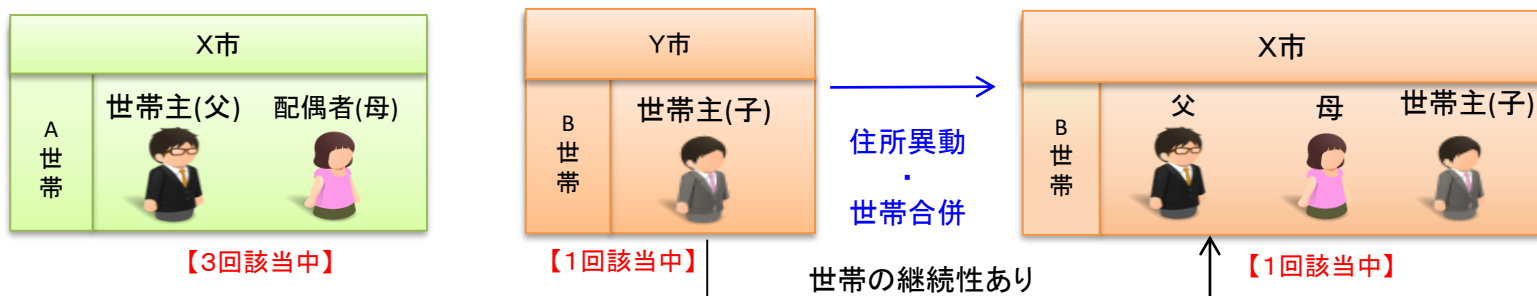 X市
A世帯
世帯主(父)
配偶者(母)
【3回該当中】
Y市
B世帯
世帯主(子)
【1回該当中】
住所異動
・
世帯合併
世帯の継続性あり
X市
B世帯
父
母
世帯主(子)
【1回該当中】